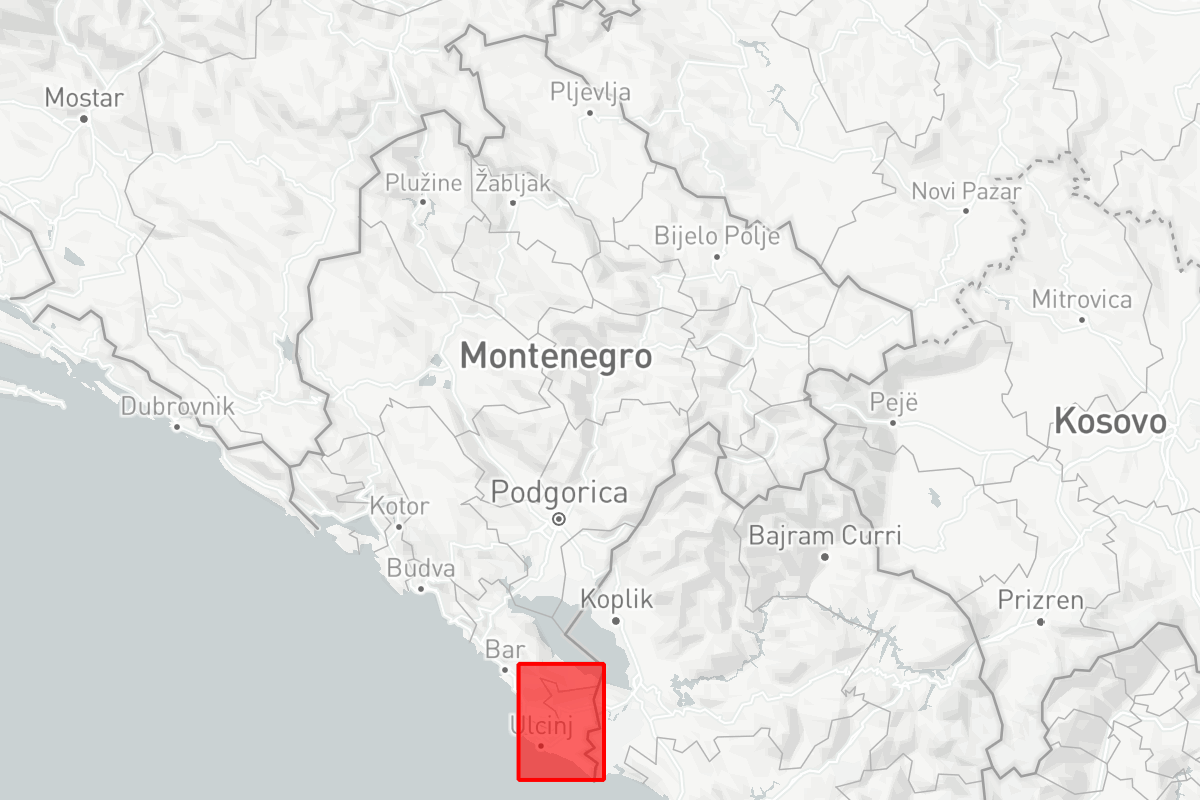 Mostar
Pljevlja
Plužine
Žabljak
Novi Pazar
Bijelo Polje
Mitrovica
Montenegro
Dubrovnik
Pejë
Kosovo
Podgorica
Kotor
Bajram Curri
Budva
Koplik
Prizren
Bar
Ulcinj